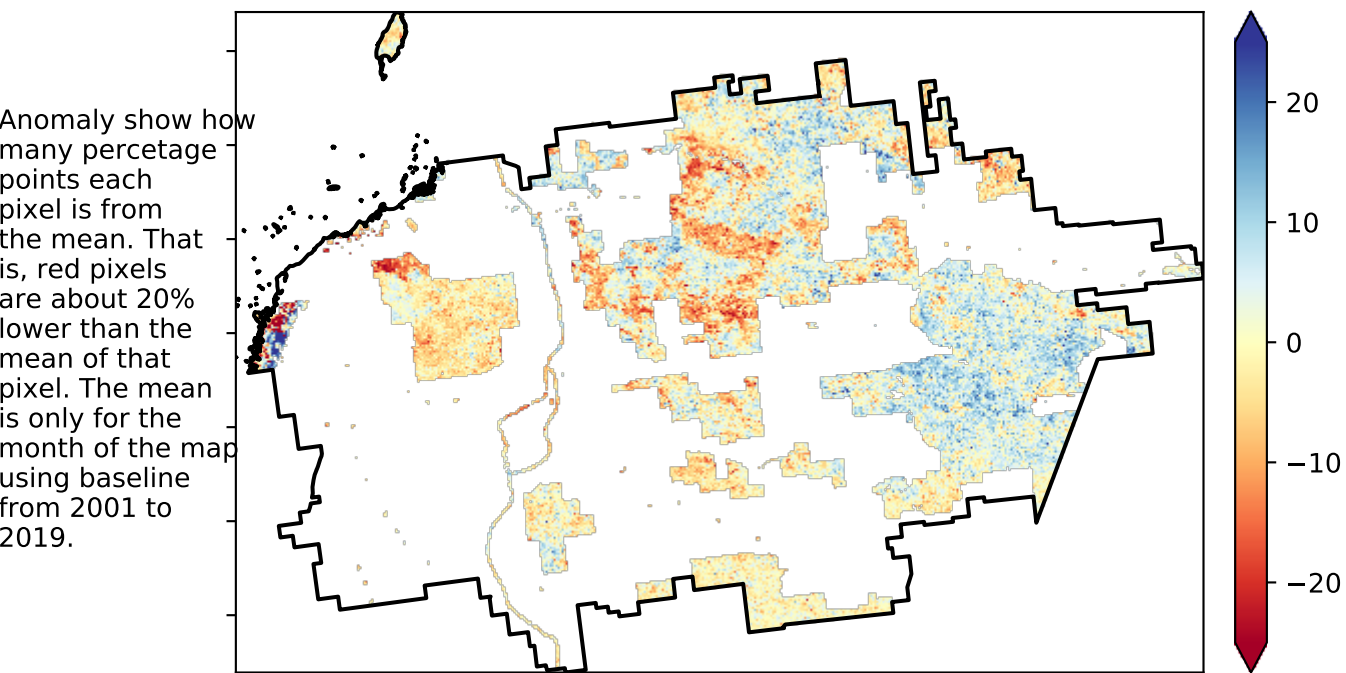 Anomaly show how
many percetage
points each
pixel is from
the mean. That
is, red pixels
are about 20%
lower than the
mean of that
pixel. The mean
is only for the
month of the map
using baseline
from 2001 to
2019.
20
10
0
−10
−20